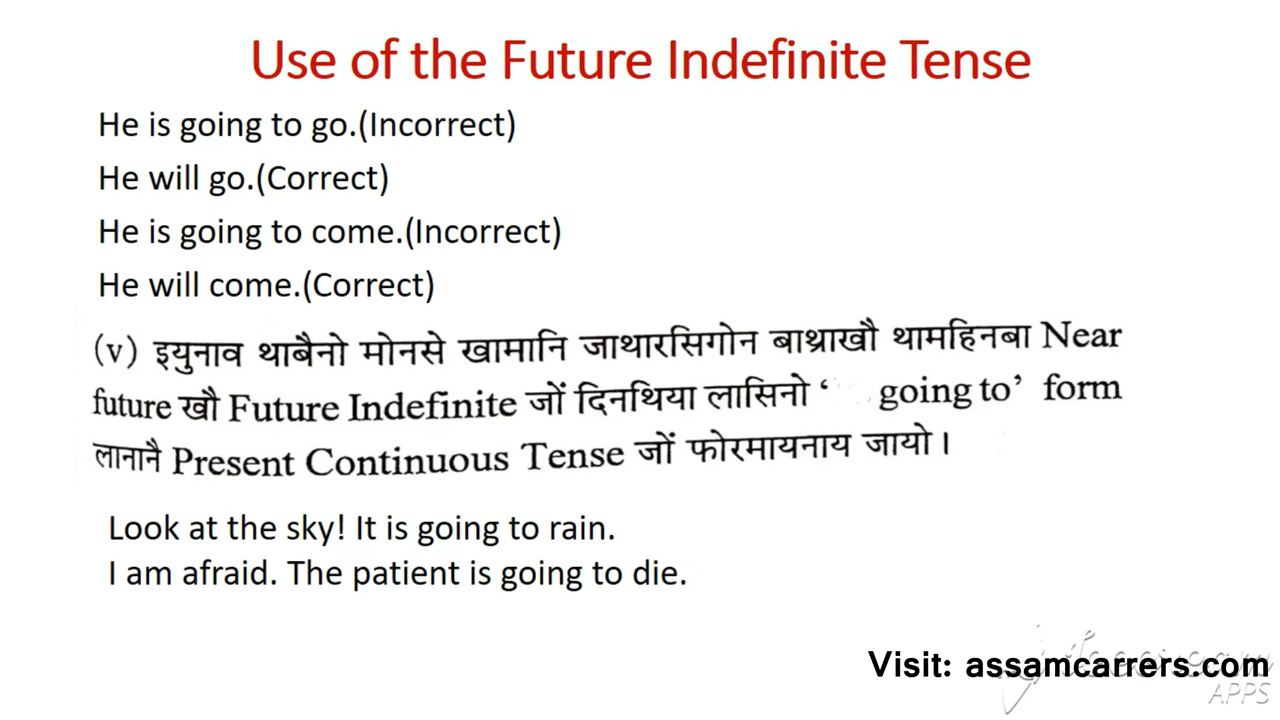 Use of the Future Indefinite Tense
He is going to go.(Incorrect)
He will go.(Correct)
He is going to come.(Incorrect)
He will come.(Correct)
(v) इयुनाव थाबैनो मोनसे खामानि जाथारसिगोन बाथ्राखौ थामहिनबा Near
future खौ Future Indefinite जों दिनथिया लासिनो ‘ going to’ form
लानानै Present Continuous Tense जों फोरमायनाय जायो।
Look at the sky! It is going to rain.
I am afraid. The patient is going to die.
Visit: assamcarrers.com
APPS